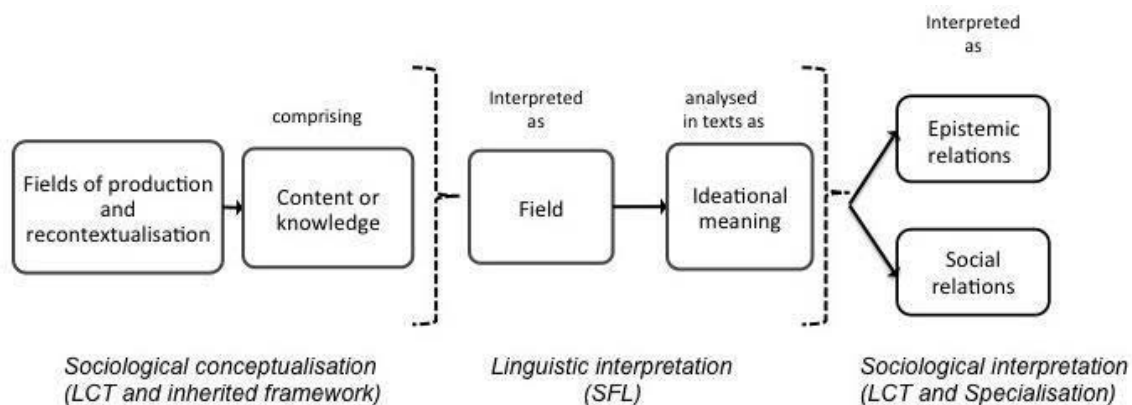 comprising
Fields of production
and
recontextualisation
Content or
knowledge
Interpreted
as
Field
analysed
in texts as
Ideational
meaning
Interpreted
as
Epistemic
relations
Social
relations
Sociological conceptualisation
(LCT and inherited framework)
Linguistic interpretation
(SFL)
Sociological interpretation
(LCT and Specialisation)